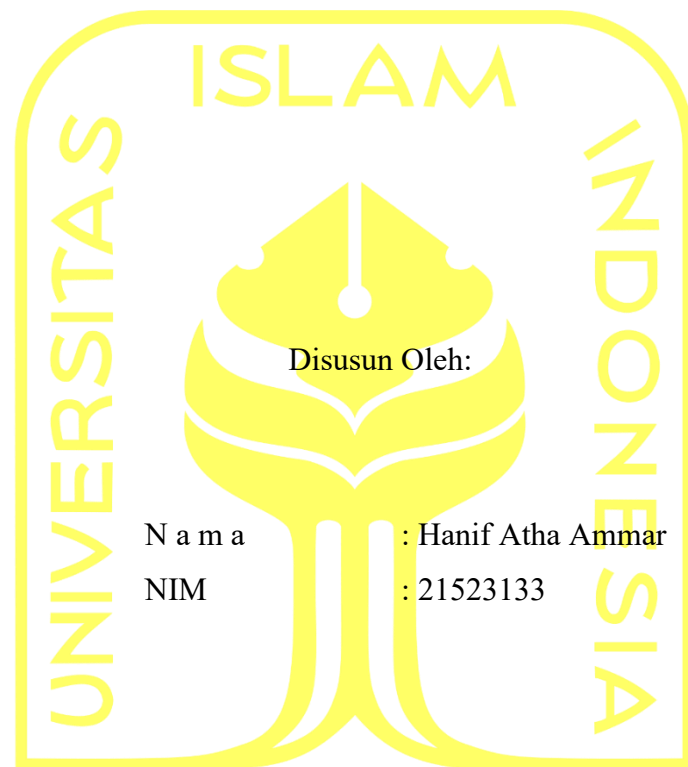 ISLAM
UNIVERSITAS
INDONESIA
Disusun Oleh:
N a m a : Hanif Atha Ammar
NIM : 21523133